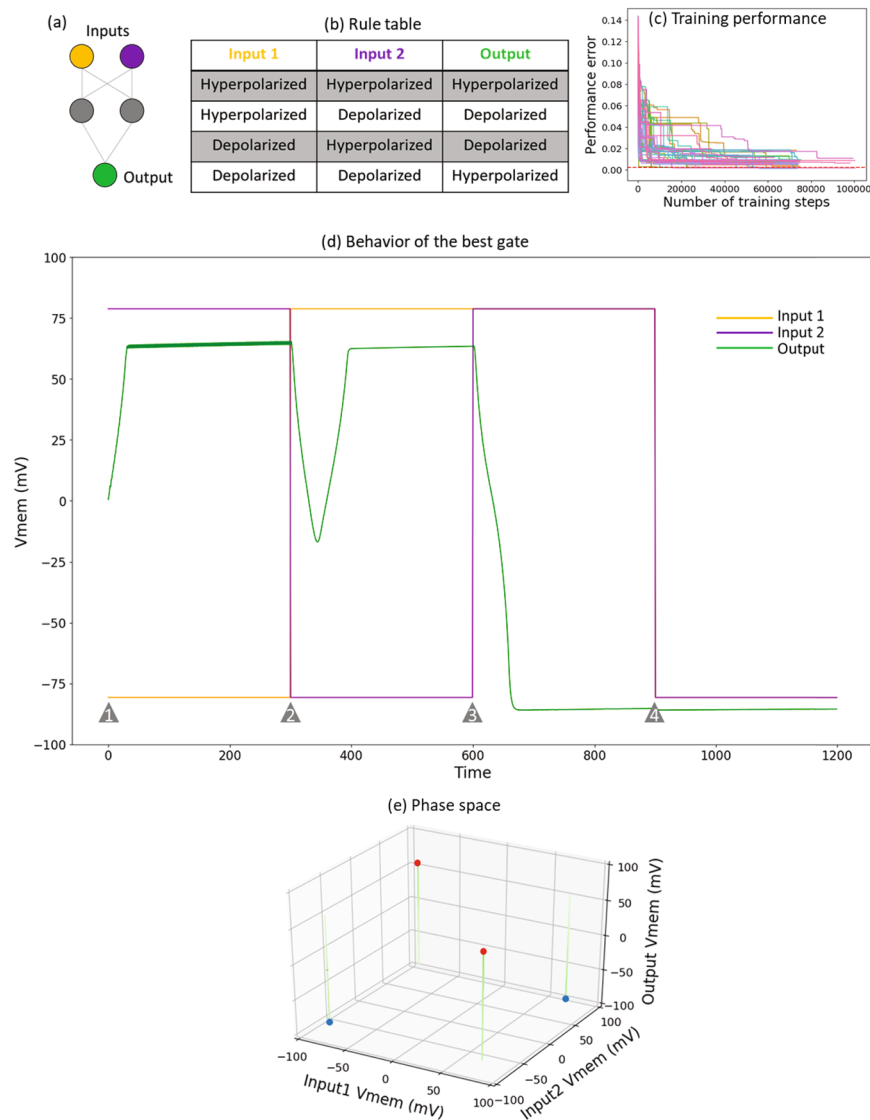 (a)
Inputs
Output
(b) Rule table
Input 1 Input 2 Output
Hyperpolarized Hyperpolarized Hyperpolarized
Hyperpolarized Depolarized Depolarized
Depolarized Hyperpolarized Depolarized
Depolarized Depolarized Hyperpolarized
(c) Training performance
Performance error
0.14
0.12
0.10
0.08
0.06
0.04
0.02
0.00
0 20000 40000 60000 80000 100000
Number of training steps
(d) Behavior of the best gate
Vmem (mV)
100
75
50
25
0
−25
−50
−75
−100
Input 1
Input 2
Output
1 2 3 4
0 200 400 600 800 1000 1200
Time
(e) Phase space
Output Vmem (mV)
100
50
0
−50
−100
Input1 Vmem (mV)
−100
−50
0
50
100
Input2 Vmem (mV)
−100
−50
0
50
100